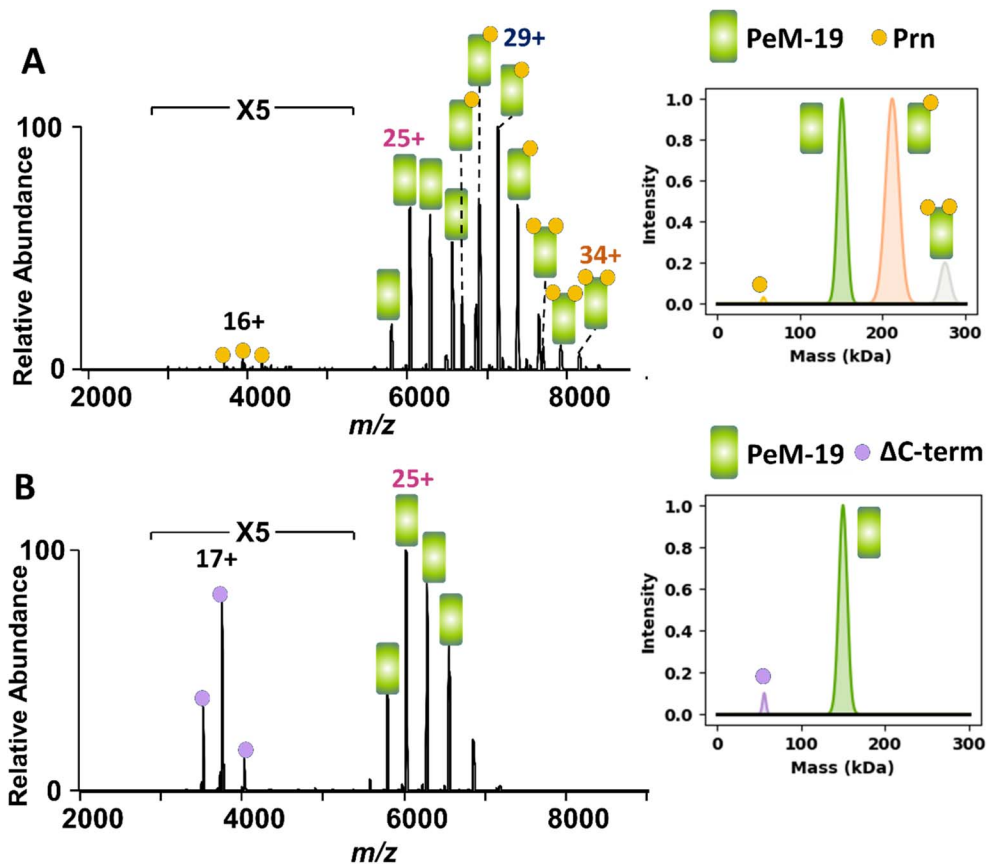 A
X5
100
0
Relative Abundance
16+
25+
29+
34+
2000 4000 6000 8000
m/z
PeM-19 Prn
Intensity
1.0
0.8
0.6
0.4
0.2
0.0
0 100 200 300
Mass (kDa)
B
X5
100
0
Relative Abundance
17+
25+
2000 4000 6000 8000
m/z
PeM-19 ΔC-term
Intensity
1.0
0.8
0.6
0.4
0.2
0.0
0 100 200 300
Mass (kDa)